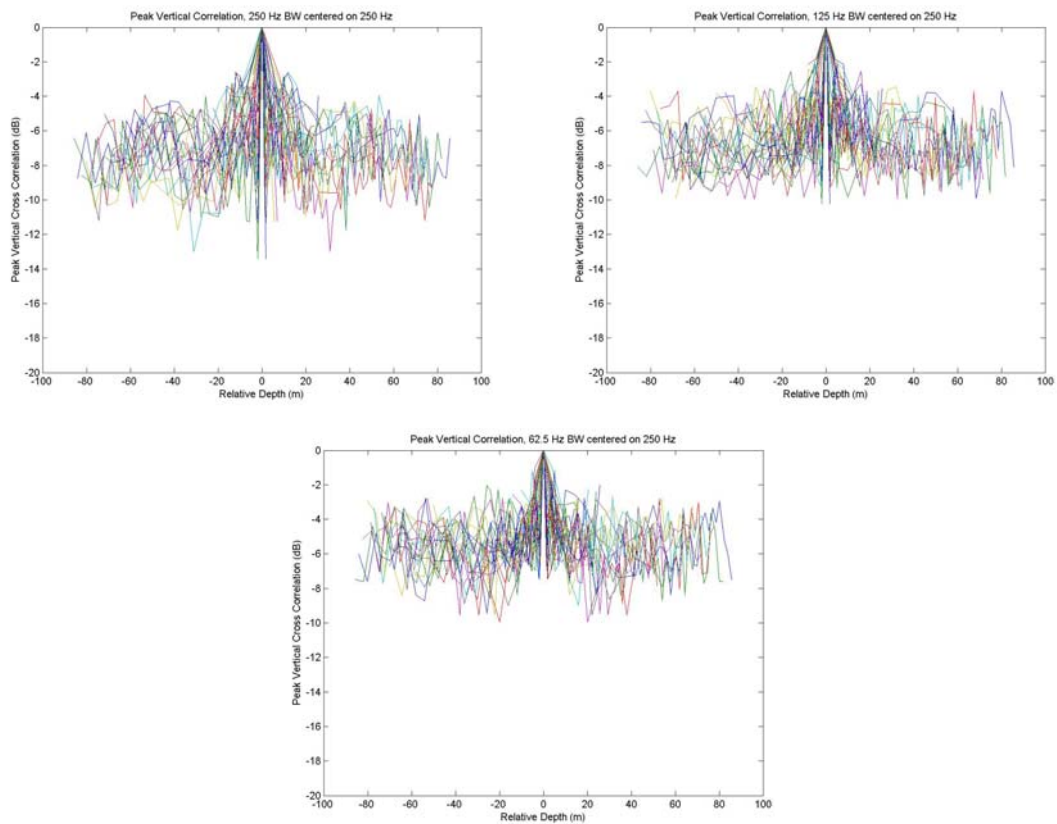 Peak Vertical Correlation, 250 Hz BW centered on 250 Hz
0
-2
-4
-6
-8
-10
-12
-14
-16
-18
-20
Peak Vertical Cross Correlation (dB)
-100 -80 -60 -40 -20 0 20 40 60 80 100
Relative Depth (m)
Peak Vertical Correlation, 125 Hz BW centered on 250 Hz
0
-2
-4
-6
-8
-10
-12
-14
-16
-18
-20
Peak Vertical Cross Correlation (dB)
-100 -80 -60 -40 -20 0 20 40 60 80 100
Relative Depth (m)
Peak Vertical Correlation, 62.5 Hz BW centered on 250 Hz
0
-2
-4
-6
-8
-10
-12
-14
-16
-18
-20
Peak Vertical Cross Correlation (dB)
-100 -80 -60 -40 -20 0 20 40 60 80 100
Relative Depth (m)